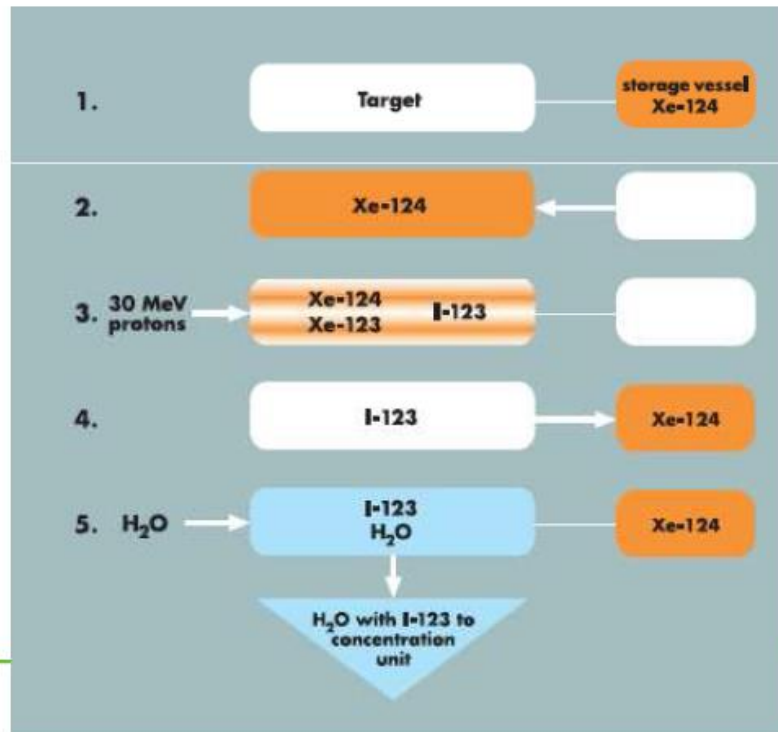 1.
Target
storage vessel
Xe-124
2.
Xe-124
3.
30 MeV
protons
Xe-124
Xe-123
I-123
4.
I-123
Xe-124
5.
H₂O
I-123
H₂O
Xe-124
H₂O with I-123 to
concentration
unit